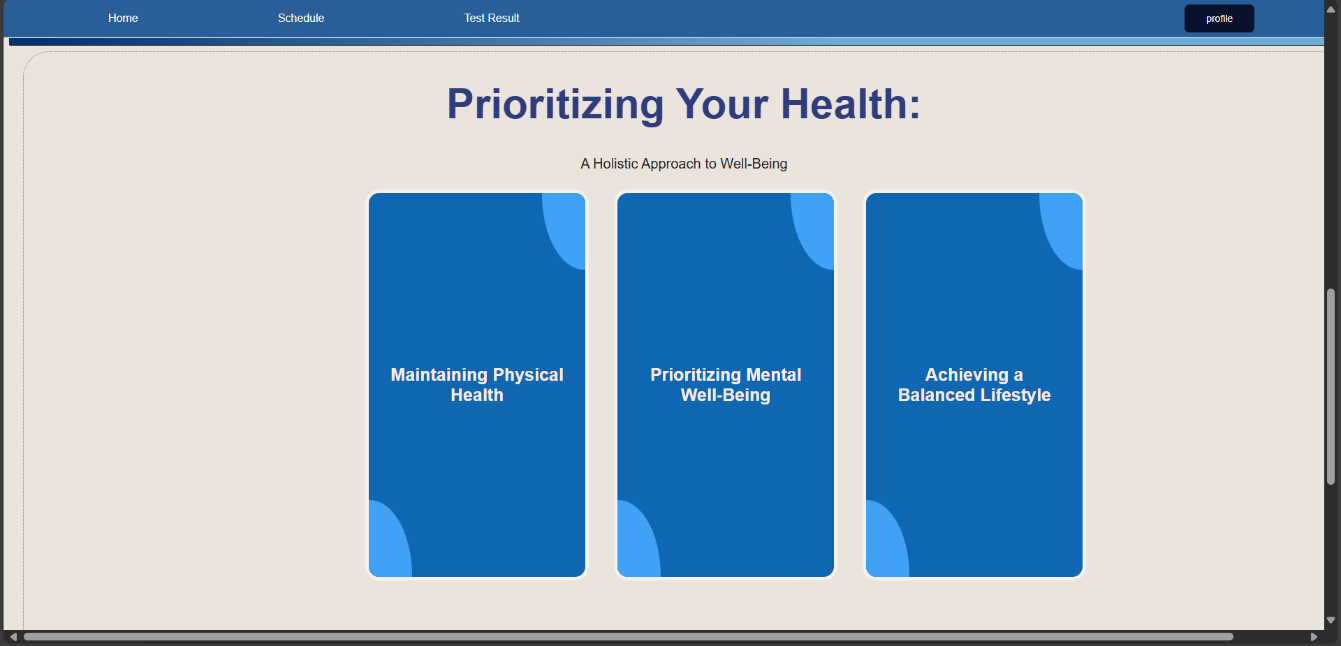 Home Schedule Test Result profile
Prioritizing Your Health:
A Holistic Approach to Well-Being
Maintaining Physical
Health
Prioritizing Mental
Well-Being
Achieving a
Balanced Lifestyle